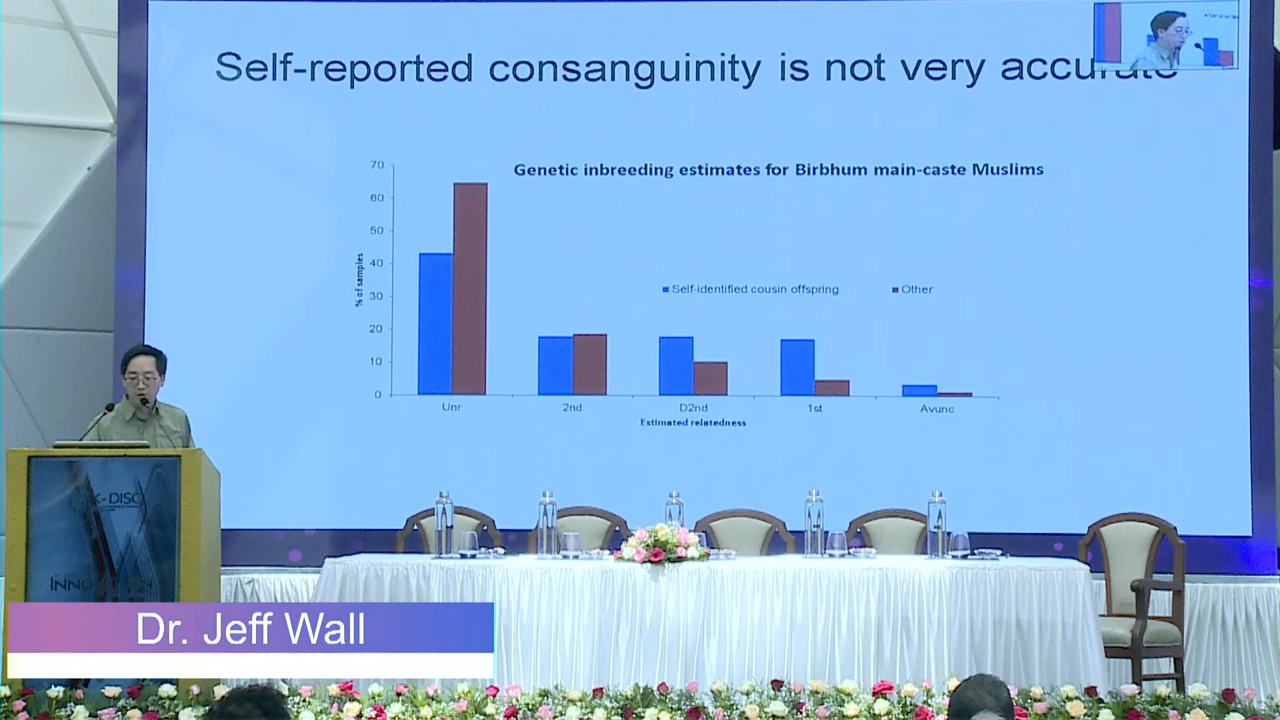 Self-reported consanguinity is not very accurate
Genetic inbreeding estimates for Birbhum main-caste Muslims
70
60
50
40
30
20
10
0
% of samples
Self-identified cousin offspring
Other
Unr
2nd
D2nd
1st
Avunc
Estimated relatedness
K-DISC
Dr. Jeff Wall